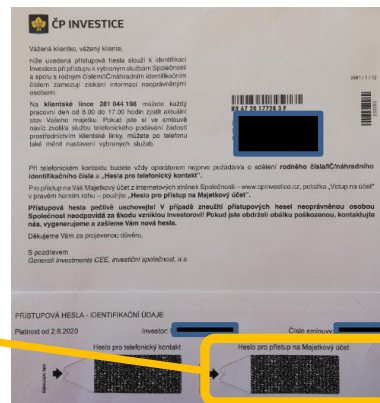 ČP INVESTICE
Vážená klientko, vážený kliente,
níže uvedená přístupová hesla slouží k identifikaci
Investora při přístupu k vybraným službám Společnosti
a spolu s rodným číslem/IČ/náhradním identifikačním
číslem zamezují získání informací neoprávněnými
osobami.
Na klientské lince 281 044 198 můžete každý
pracovní den od 8.00 do 17.00 hodin zjistit aktuální
stav Vašeho majetku. Pokud jste si ve smlouvě
navíc zvolil/a službu telefonického podávání žádostí
prostřednictvím klientské linky, můžete po telefonu
také měnit nastavení vybraných služeb.
RR 67 29 17728 3 F
Při telefonickém kontaktu budete vždy operátorem nejprve požádán/a o sdělení rodného čísla/IČ/náhradního
identifikačního čísla a „Hesla pro telefonický kontakt".
Pro přístup na Váš Majetkový účet z internetových stránek Společnosti – www.cpinvestice.cz, položka „Vstup na účet"
v pravém horním rohu – použijte „Heslo pro přístup na Majetkový účet".
Přístupová hesla pečlivě uschovejte! V případě zneužití přístupových hesel neoprávněnou osobou
Společnost neodpovídá za škodu vzniklou Investorovi! Pokud jste obdrželi obálku poškozenou, kontaktujte
nás, vygenerujeme a zašleme Vám nová hesla.
Děkujeme Vám za projevenou důvěru.
S pozdravem
Generali Investments CEE, investiční společnost, a.s.
PŘÍSTUPOVÁ HESLA - IDENTIFIKAČNÍ ÚDAJE
Platnost od 2.6.2020 Investor: Číslo smlouvy:
Heslo pro telefonický kontakt Heslo pro přístup na Majetkový účet